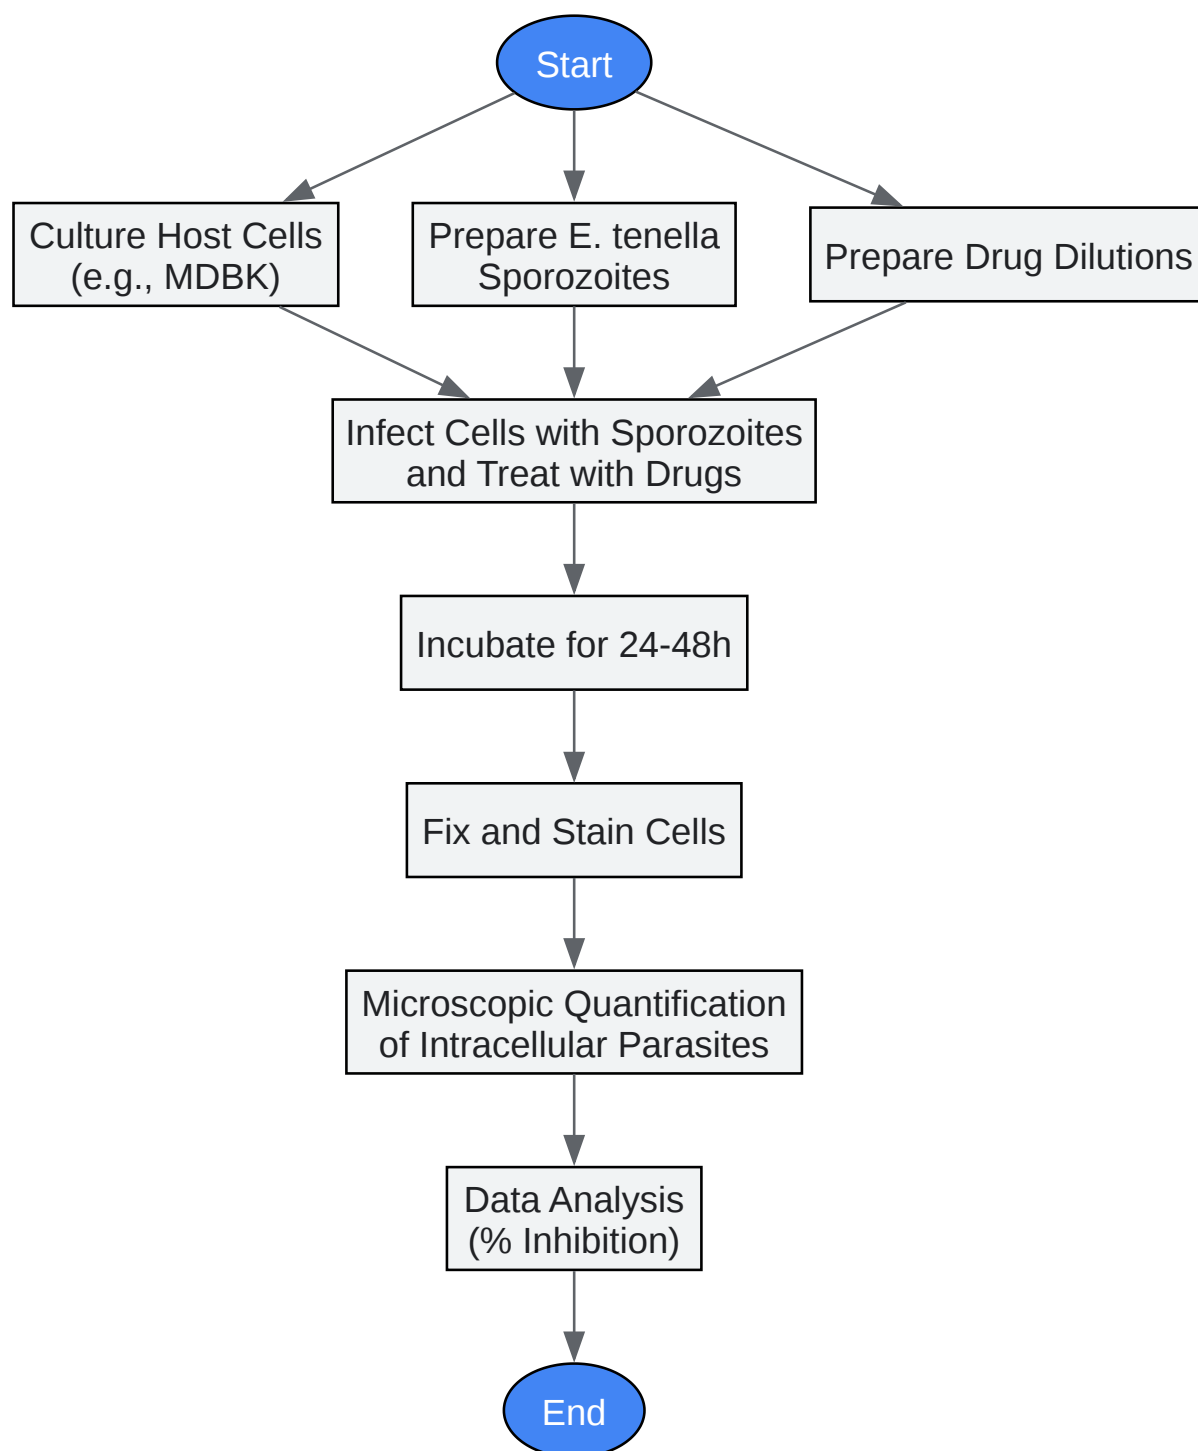 Start
Culture Host Cells
(e.g., MDBK)
Prepare E. tenella
Sporozoites
Prepare Drug Dilutions
Infect Cells with Sporozoites
and Treat with Drugs
Incubate for 24-48h
Fix and Stain Cells
Microscopic Quantification
of Intracellular Parasites
Data Analysis
(% Inhibition)
End